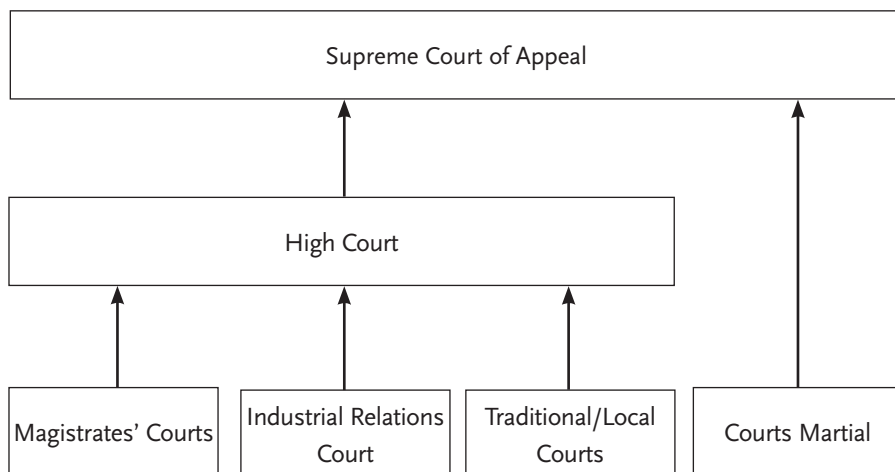 Supreme Court of Appeal
High Court
Magistrates’ Courts
Industrial Relations
Court
Traditional/Local
Courts
Courts Martial